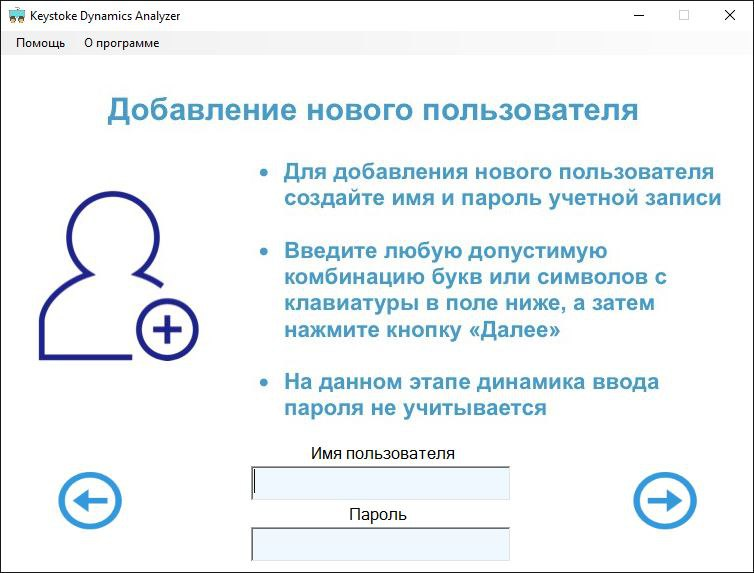 Keystoke Dynamics Analyzer
Помощь О программе
Добавление нового пользователя
• Для добавления нового пользователя
создайте имя и пароль учетной записи
• Введите любую допустимую
комбинацию букв или символов с
клавиатуры в поле ниже, а затем
нажмите кнопку «Далее»
• На данном этапе динамика ввода
пароля не учитывается
Имя пользователя
Пароль